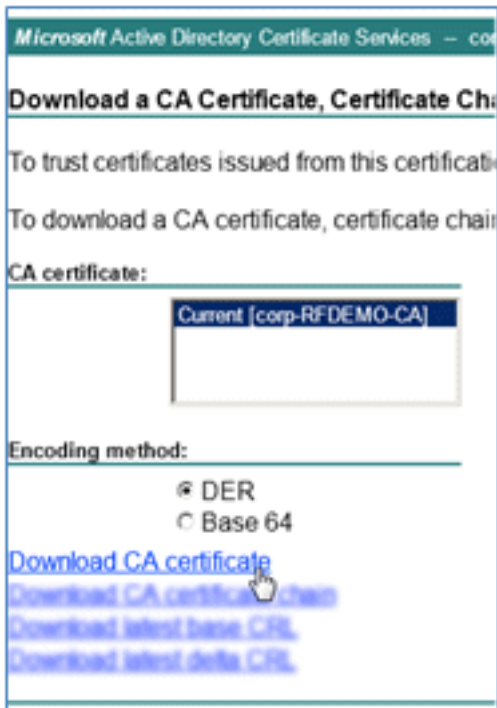 Microsoft Active Directory Certificate Services -- co
Download a CA Certificate, Certificate Cha
To trust certificates issued from this certificati
To download a CA certificate, certificate chair
CA certificate:
Current [corp-RFDEMO-CA]
Encoding method:
DER
Base 64
Download CA certificate
Download CA certificate chain
Download latest base CRL
Download latest delta CRL